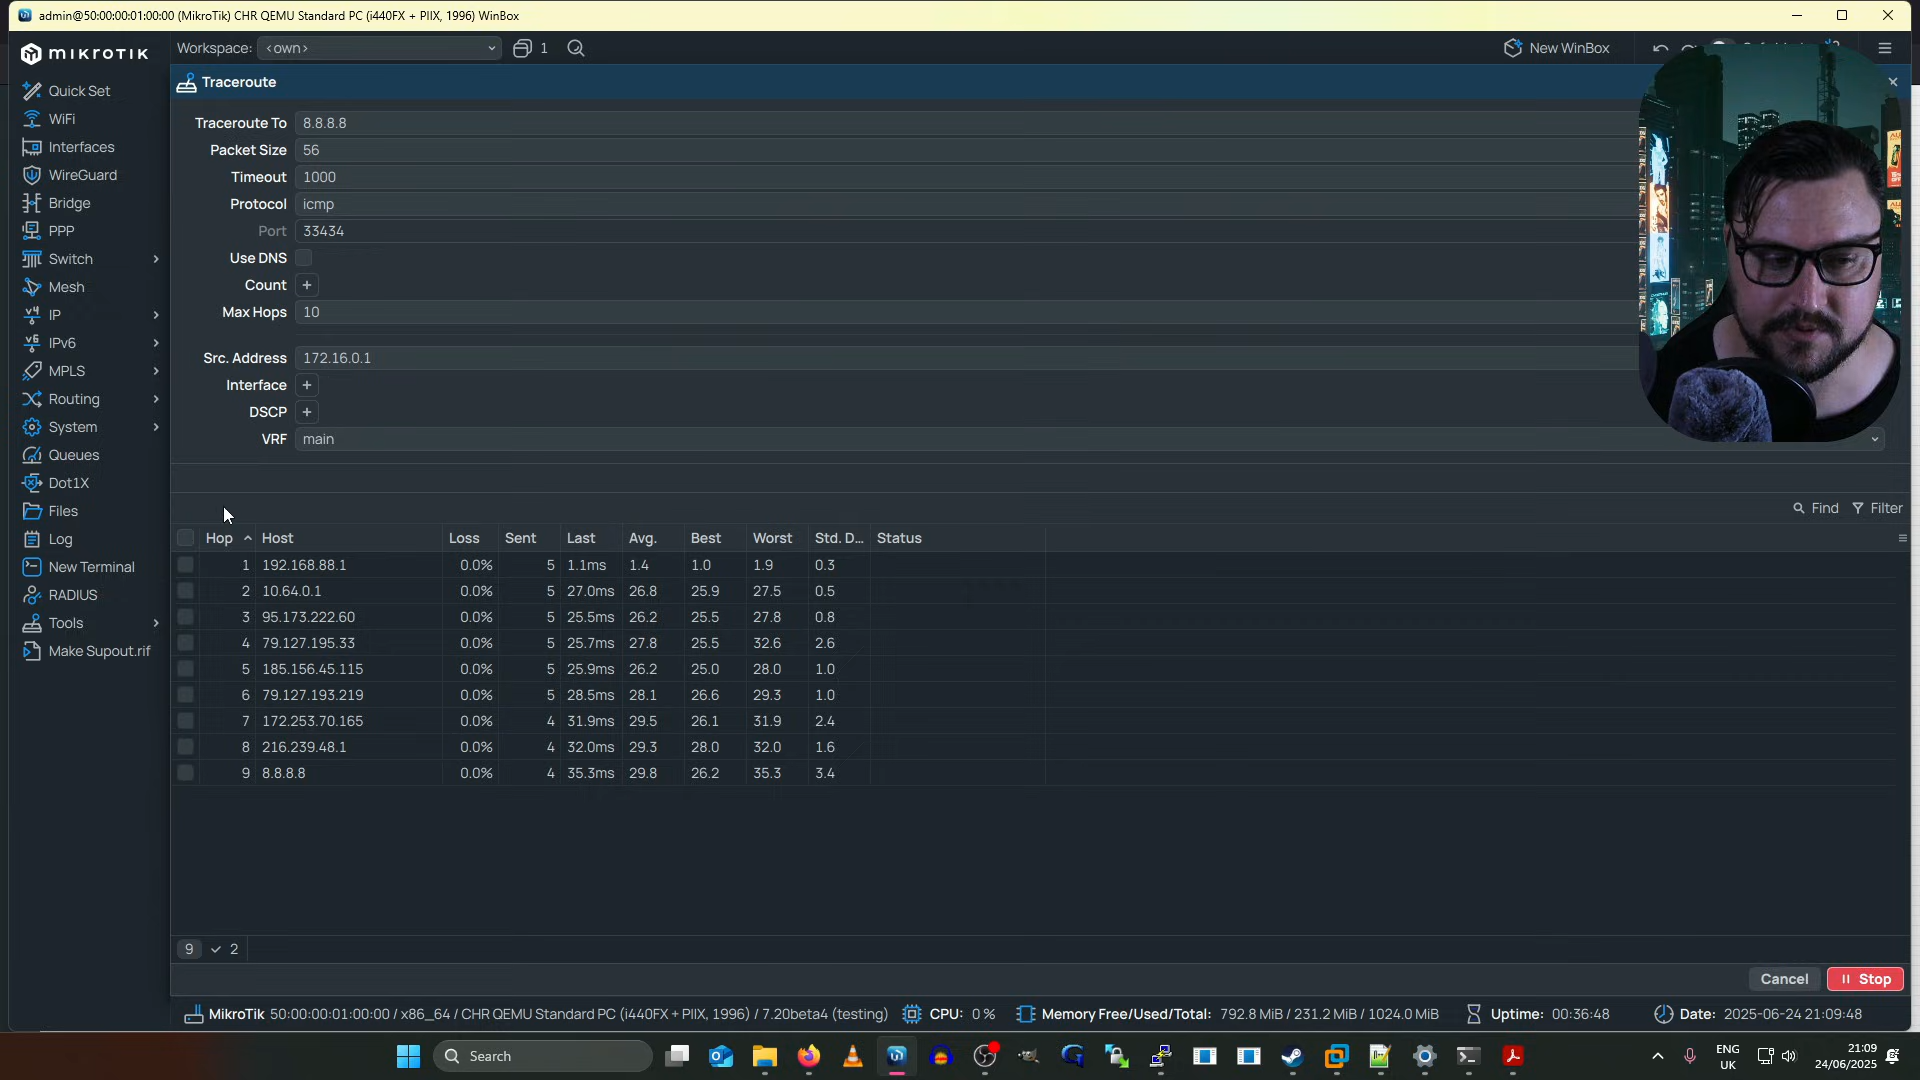 admin@50:00:00:01:00:00 (MikroTik) CHR QEMU Standard PC (i440FX + PIIX, 1996) WinBox
MIKROTIK
Workspace: <own> 1
New WinBox
Traceroute
Quick Set
WiFi
Interfaces
WireGuard
Bridge
PPP
Switch
Mesh
IP
IPv6
MPLS
Routing
System
Queues
Dot1X
Files
Log
New Terminal
RADIUS
Tools
Make Supout.rif
Traceroute To 8.8.8.8
Packet Size 56
Timeout 1000
Protocol icmp
Port 33434
Use DNS
Count +
Max Hops 10
Src. Address 172.16.0.1
Interface +
DSCP +
VRF main
Find Filter
Hop Host Loss Sent Last Avg. Best Worst Std. D... Status
1 192.168.88.1 0.0% 5 1.1ms 1.4 1.0 1.9 0.3
2 10.64.0.1 0.0% 5 27.0ms 26.8 25.9 27.5 0.5
3 95.173.222.60 0.0% 5 25.5ms 26.2 25.5 27.8 0.8
4 79.127.195.33 0.0% 5 25.7ms 27.8 25.5 32.6 2.6
5 185.156.45.115 0.0% 5 25.9ms 26.2 25.0 28.0 1.0
6 79.127.193.219 0.0% 5 28.5ms 28.1 26.6 29.3 1.0
7 172.253.70.165 0.0% 4 31.9ms 29.5 26.1 31.9 2.4
8 216.239.48.1 0.0% 4 32.0ms 29.3 28.0 32.0 1.6
9 8.8.8.8 0.0% 4 35.3ms 29.8 26.2 35.3 3.4
9 2
Cancel Stop
MikroTik 50:00:00:01:00:00 / x86_64 / CHR QEMU Standard PC (i440FX + PIIX, 1996) / 7.20beta4 (testing) CPU: 0 % Memory Free/Used/Total: 792.8 MiB / 231.2 MiB / 1024.0 MiB Uptime: 00:36:48 Date: 2025-06-24 21:09:48
Search
ENG
UK
21:09
24/06/2025